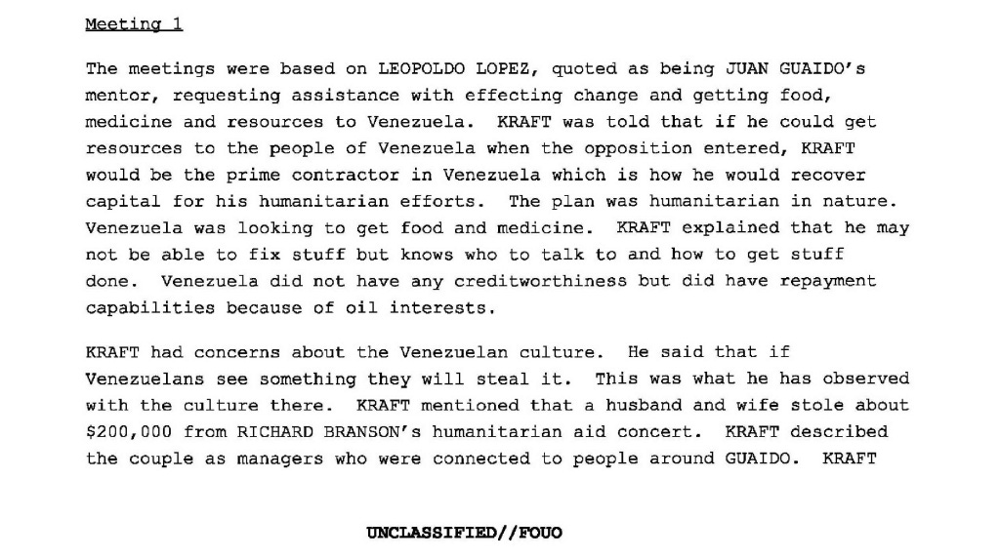 Meeting 1
The meetings were based on LEOPOLDO LOPEZ, quoted as being JUAN GUAIDO's
mentor, requesting assistance with effecting change and getting food,
medicine and resources to Venezuela.  KRAFT was told that if he could get
resources to the people of Venezuela when the opposition entered, KRAFT
would be the prime contractor in Venezuela which is how he would recover
capital for his humanitarian efforts.  The plan was humanitarian in nature.
Venezuela was looking to get food and medicine.  KRAFT explained that he may
not be able to fix stuff but knows who to talk to and how to get stuff
done.  Venezuela did not have any creditworthiness but did have repayment
capabilities because of oil interests.
KRAFT had concerns about the Venezuelan culture.  He said that if
Venezuelans see something they will steal it.  This was what he has observed
with the culture there.  KRAFT mentioned that a husband and wife stole about
$200,000 from RICHARD BRANSON's humanitarian aid concert.  KRAFT described
the couple as managers who were connected to people around GUAIDO.  KRAFT
UNCLASSIFIED//FOUO